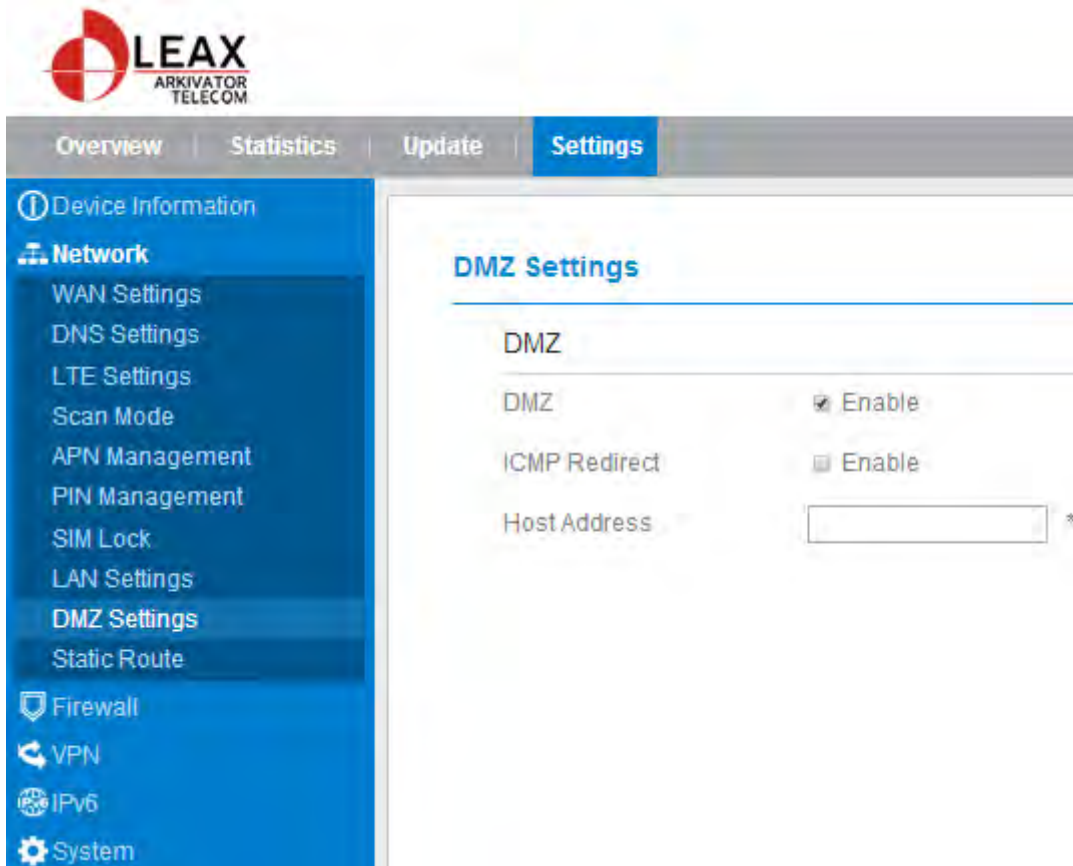 LEAX
ARKIVATOR
TELECOM
Overview Statistics Update Settings
Device Information
Network
WAN Settings
DNS Settings
LTE Settings
Scan Mode
APN Management
PIN Management
SIM Lock
LAN Settings
DMZ Settings
Static Route
Firewall
VPN
IPv6
System
DMZ Settings
DMZ
DMZ Enable
ICMP Redirect Enable
Host Address *